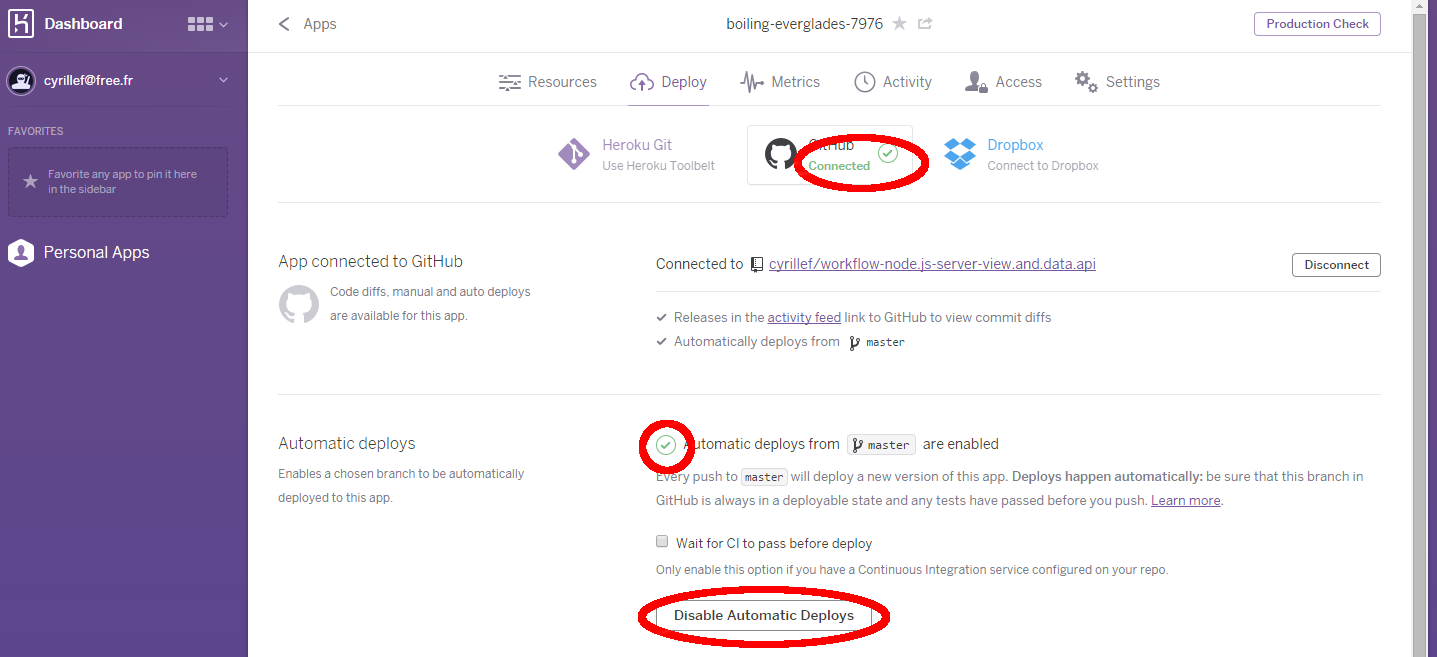 Dashboard
Apps
boiling-everglades-7976
Production Check
cyrillef@free.fr
Resources
Deploy
Metrics
Activity
Access
Settings
FAVORITES
Favorite any app to pin it here
in the sidebar
Personal Apps
Heroku Git
Use Heroku Toolbelt
GitHub
Connected
Dropbox
Connect to Dropbox
App connected to GitHub
Code diffs, manual and auto deploys
are available for this app.
Connected to cyrillef/workflow-node.js-server-view.and.data.api
Disconnect
Releases in the activity feed link to GitHub to view commit diffs
Automatically deploys from master
Automatic deploys
Enables a chosen branch to be automatically
deployed to this app.
Automatic deploys from master are enabled
Every push to master will deploy a new version of this app. Deploys happen automatically: be sure that this branch in
GitHub is always in a deployable state and any tests have passed before you push. Learn more.
Wait for CI to pass before deploy
Only enable this option if you have a Continuous Integration service configured on your repo.
Disable Automatic Deploys